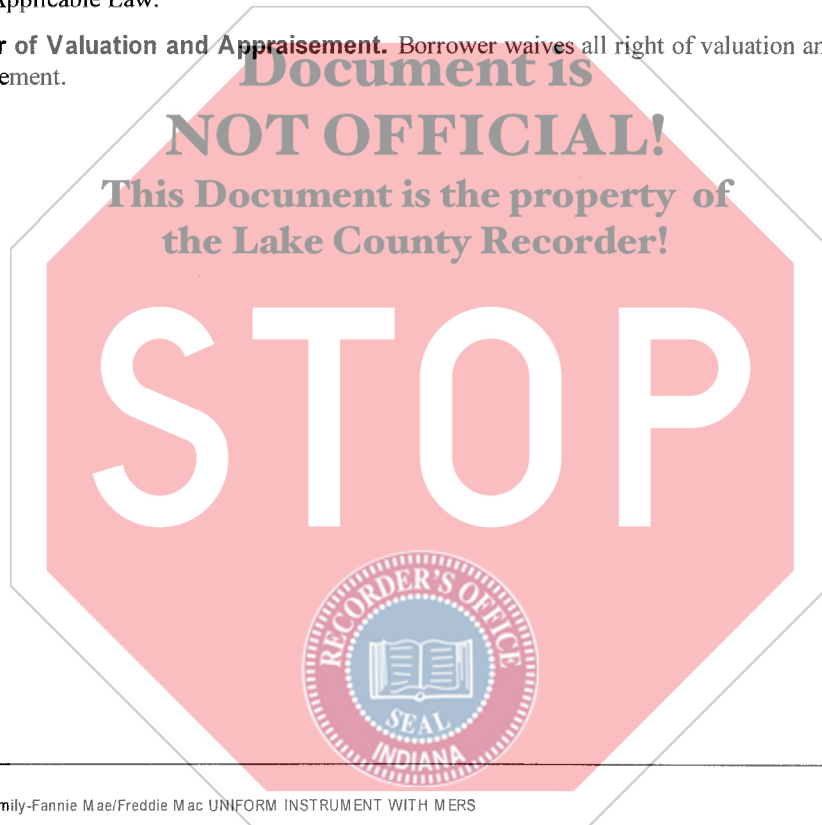 Applicable Law.
r of Valuation and Appraisement. Borrower waives all right of valuation an
ement.
Document is
NOT OFFICIAL!
This Document is the property of
the Lake County Recorder!
STOP
RECORDER'S OFFICE
SEAL
INDIANA
mily-Fannie Mae/Freddie Mac UNIFORM INSTRUMENT WITH MERS